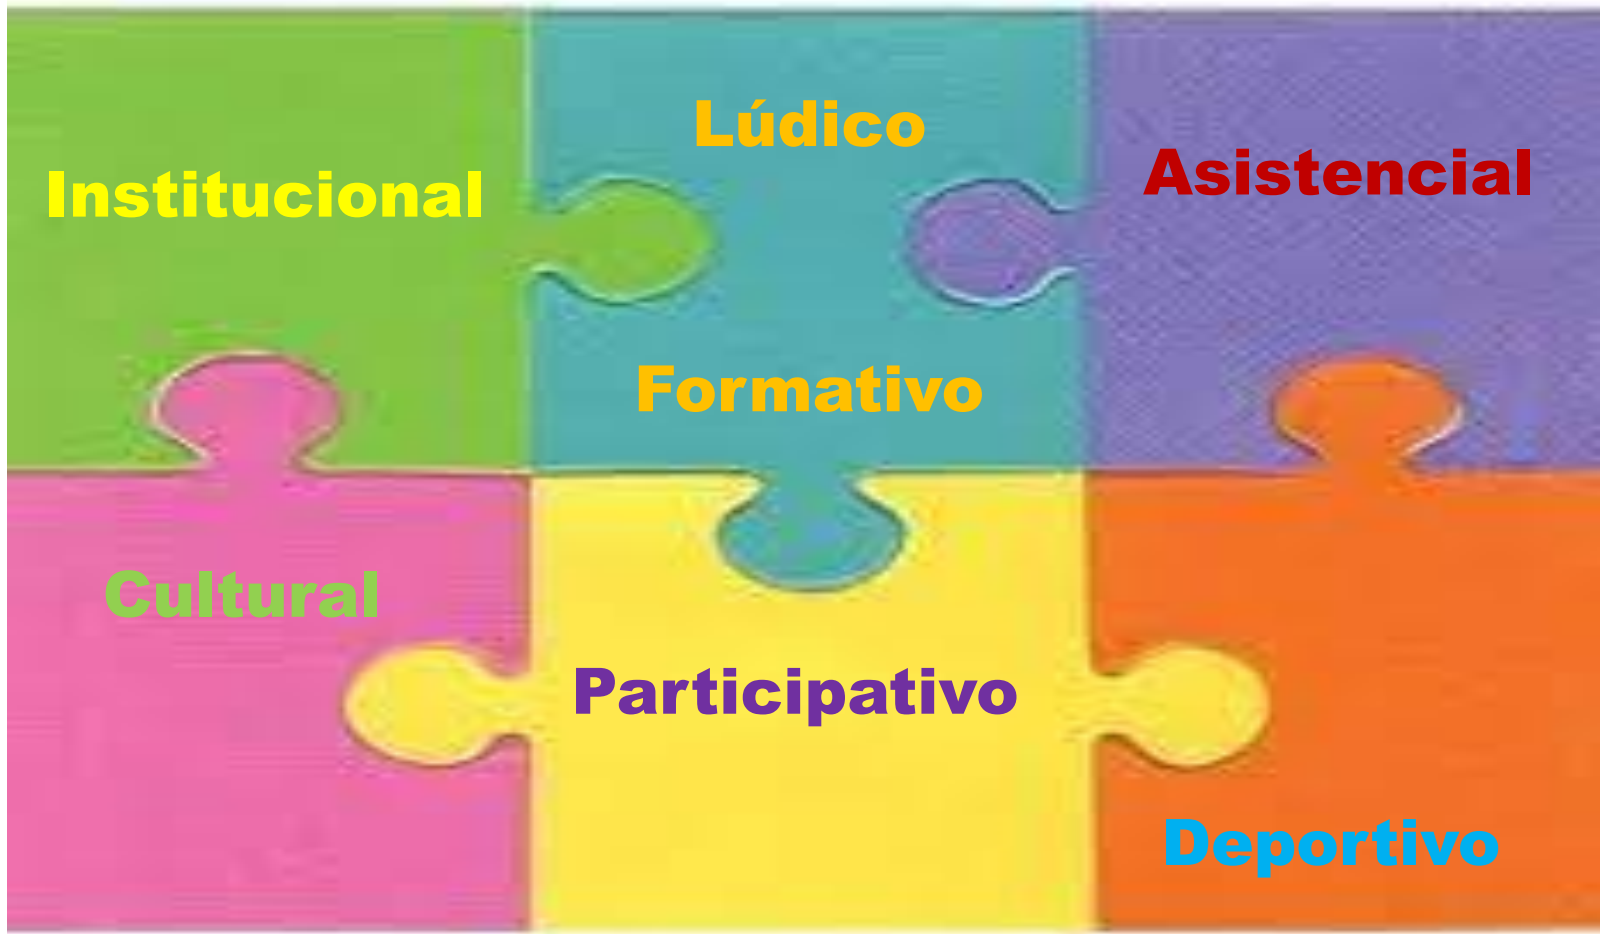 Institucional
Lúdico
Formativo
Asistencial
Cultural
Participativo
Deportivo